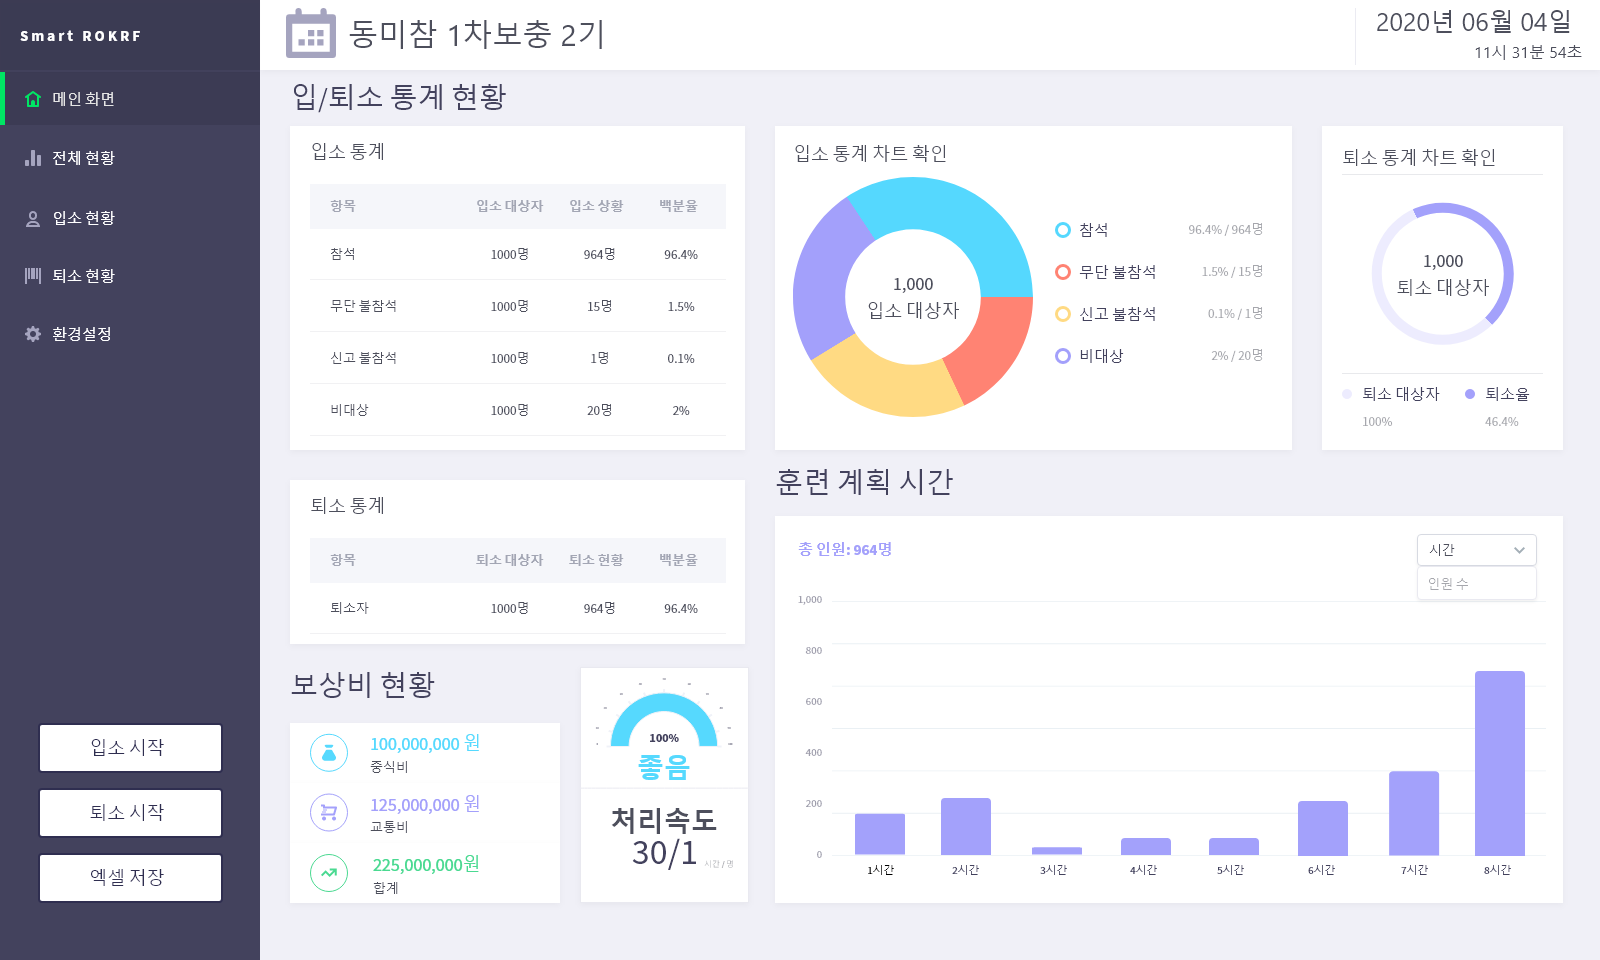 Smart ROKRF
메인 화면
전체 현황
입소 현황
퇴소 현황
환경설정
입소 시작
퇴소 시작
엑셀 저장
동미참 1차보충 2기
2020년 06월 04일
11시 31분 54초
입/퇴소 통계 현황
입소 통계
항목 입소 대상자 입소 상황 백분율
참석 1000명 964명 96.4%
무단 불참석 1000명 15명 1.5%
신고 불참석 1000명 1명 0.1%
비대상 1000명 20명 2%
입소 통계 차트 확인
1,000
입소 대상자
참석 96.4% / 964명
무단 불참석 1.5% / 15명
신고 불참석 0.1% / 1명
비대상 2% / 20명
퇴소 통계 차트 확인
1,000
퇴소 대상자
퇴소 대상자 퇴소율
100% 46.4%
퇴소 통계
항목 퇴소 대상자 퇴소 현황 백분율
퇴소자 1000명 964명 96.4%
보상비 현황
100,000,000 원
중식비
125,000,000 원
교통비
225,000,000원
합계
100%
좋음
처리속도
30/1 시간 / 명
훈련 계획 시간
총 인원: 964명
시간
인원 수
1,000
800
600
400
200
0
1시간 2시간 3시간 4시간 5시간 6시간 7시간 8시간